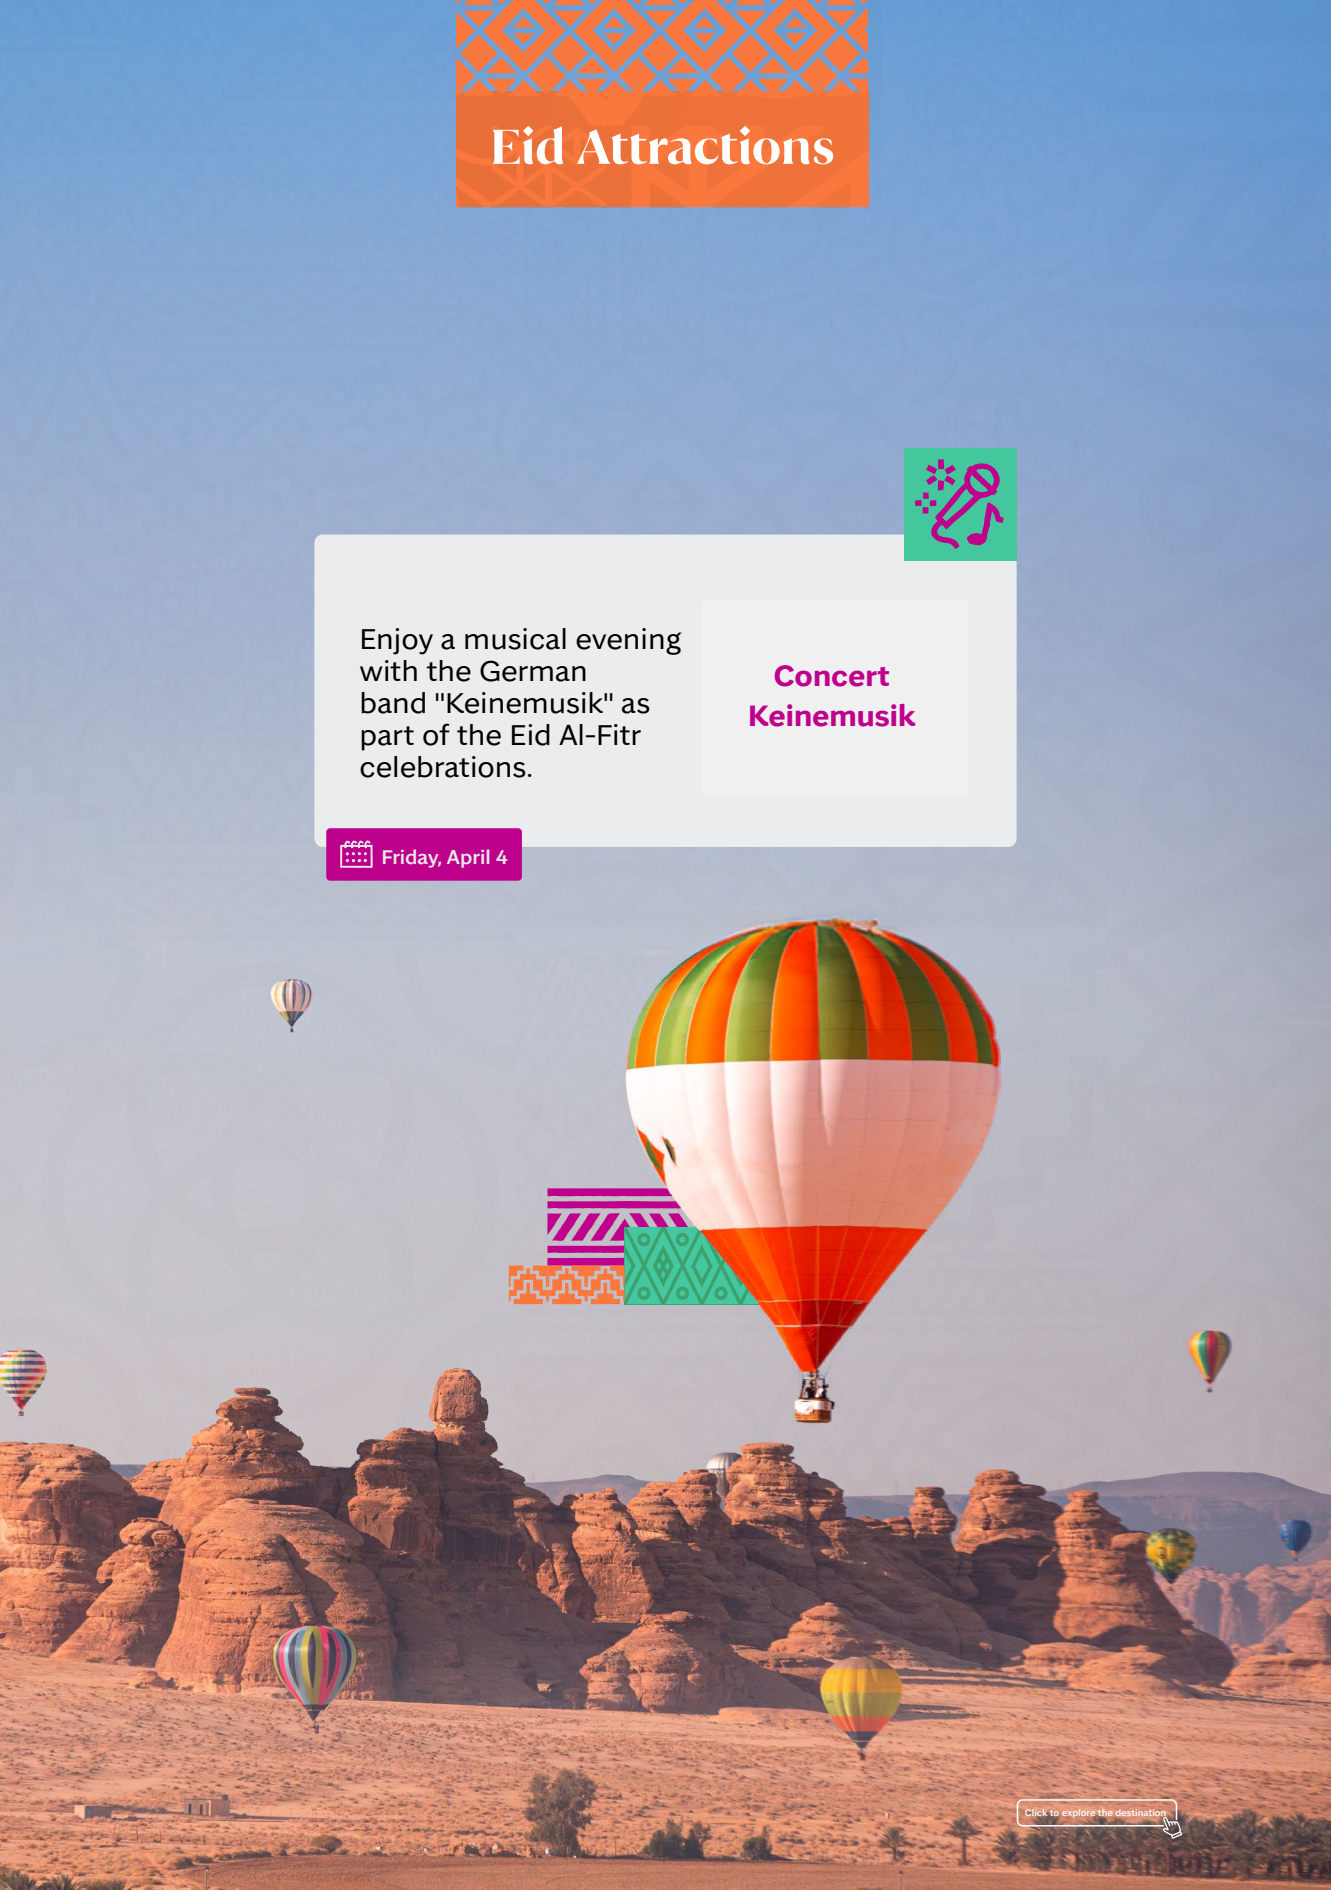 Eid Attractions
Enjoy a musical evening
with the German
band "Keinemusik" as
part of the Eid Al-Fitr
celebrations.
Concert
Keinemusik
Friday, April 4
Click to explore the destination